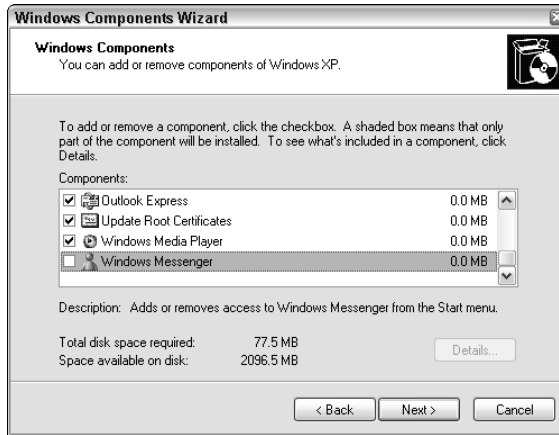 Windows Components Wizard
Windows Components
You can add or remove components of Windows XP.
To add or remove a component, click the checkbox. A shaded box means that only
part of the component will be installed. To see what's included in a component, click
Details.
Components:
Outlook Express 0.0 MB
Update Root Certificates 0.0 MB
Windows Media Player 0.0 MB
Windows Messenger 0.0 MB
Description: Adds or removes access to Windows Messenger from the Start menu.
Total disk space required: 77.5 MB
Space available on disk: 2096.5 MB
Details...
< Back Next > Cancel